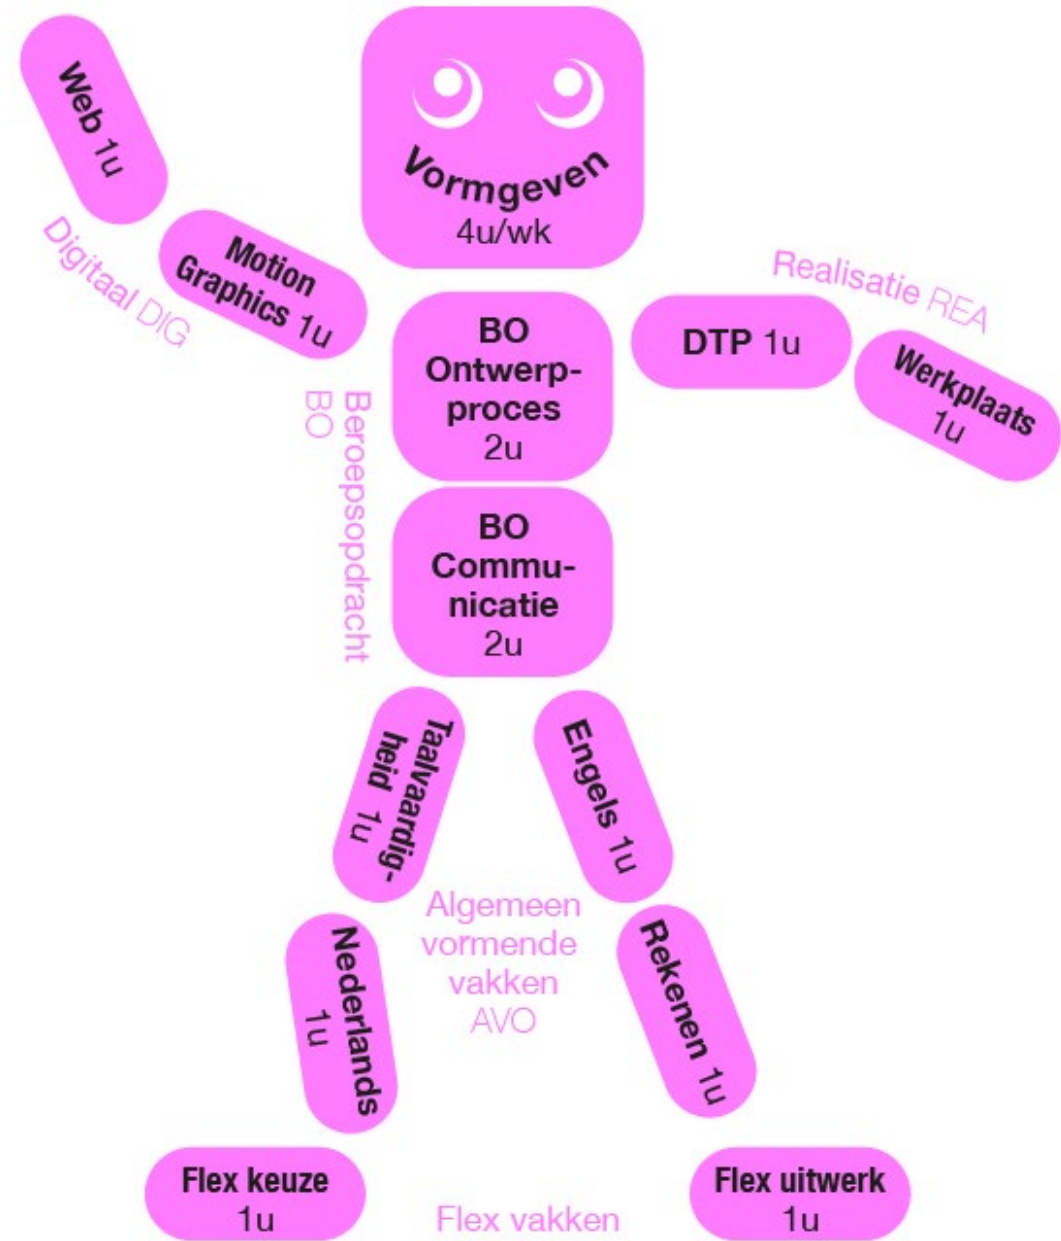 Web 1u
Digitaal DIG
Motion
Graphics 1u
Vormgeven
4u/wk
Realisatie REA
DTP 1u
Werkplaats
1u
BO
Ontwerp-
proces
2u
Beroepsopdracht
BO
BO
Commu-
nicatie
2u
Taalvaardig-
heid 1u
Engels 1u
Algemeen
vormende
vakken
AVO
Nederlands
1u
Rekenen 1u
Flex keuze
1u
Flex vakken
Flex uitwerk
1u